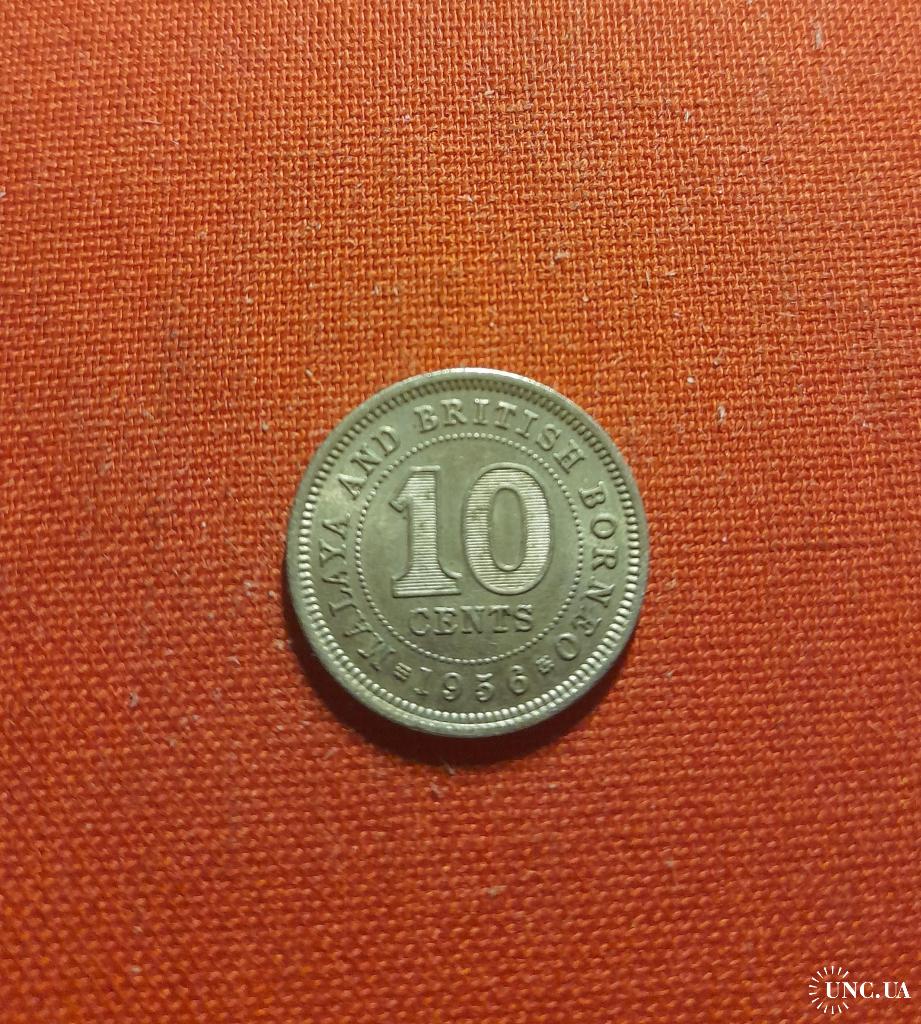 MALAYA AND BRITISH BORNEO
10
CENTS
1956
UNC.UA